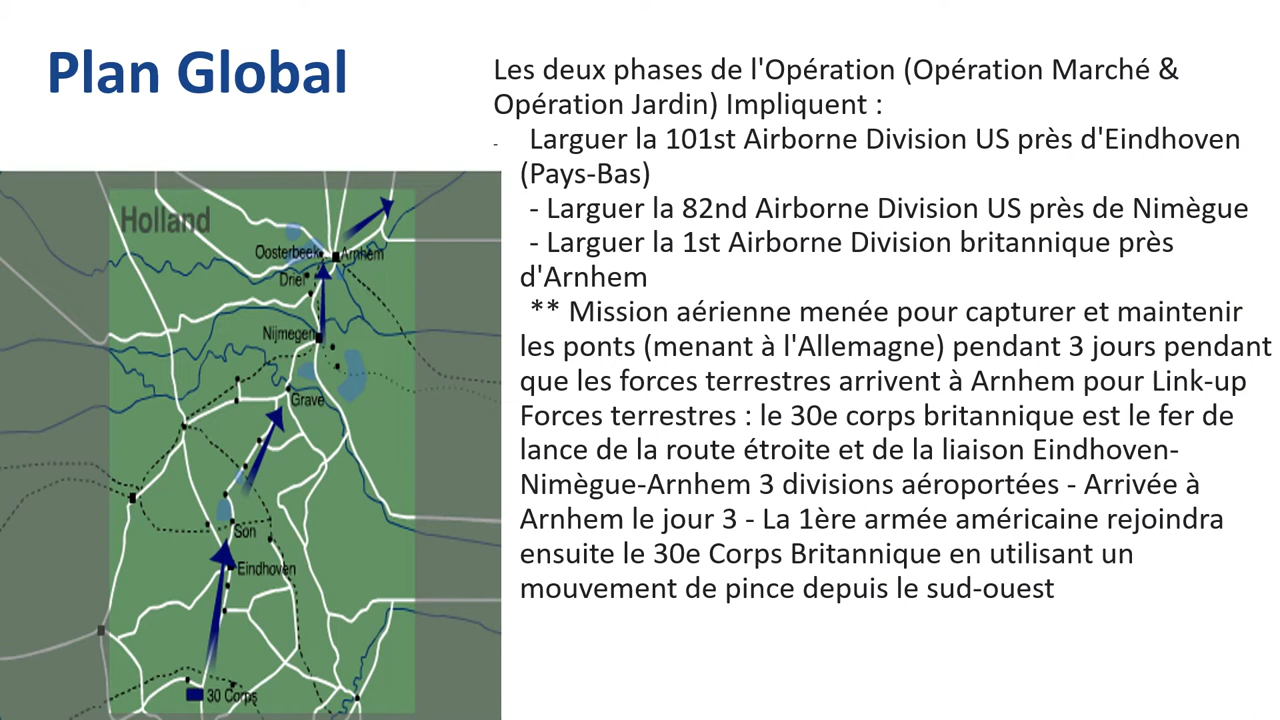 Plan Global
Les deux phases de l'Opération (Opération Marché &
Opération Jardin) Impliquent :
- Larguer la 101st Airborne Division US près d'Eindhoven
(Pays-Bas)
- Larguer la 82nd Airborne Division US près de Nimègue
- Larguer la 1st Airborne Division britannique près
d'Arnhem
** Mission aérienne menée pour capturer et maintenir
les ponts (menant à l'Allemagne) pendant 3 jours pendant
que les forces terrestres arrivent à Arnhem pour Link-up
Forces terrestres : le 30e corps britannique est le fer de
lance de la route étroite et de la liaison Eindhoven-
Nimègue-Arnhem 3 divisions aéroportées - Arrivée à
Arnhem le jour 3 - La 1ère armée américaine rejoindra
ensuite le 30e Corps Britannique en utilisant un
mouvement de pince depuis le sud-ouest
Holland
Oosterbeek
Arnhem
Driel
Nijmegen
Grave
Son
Eindhoven
30 Corps